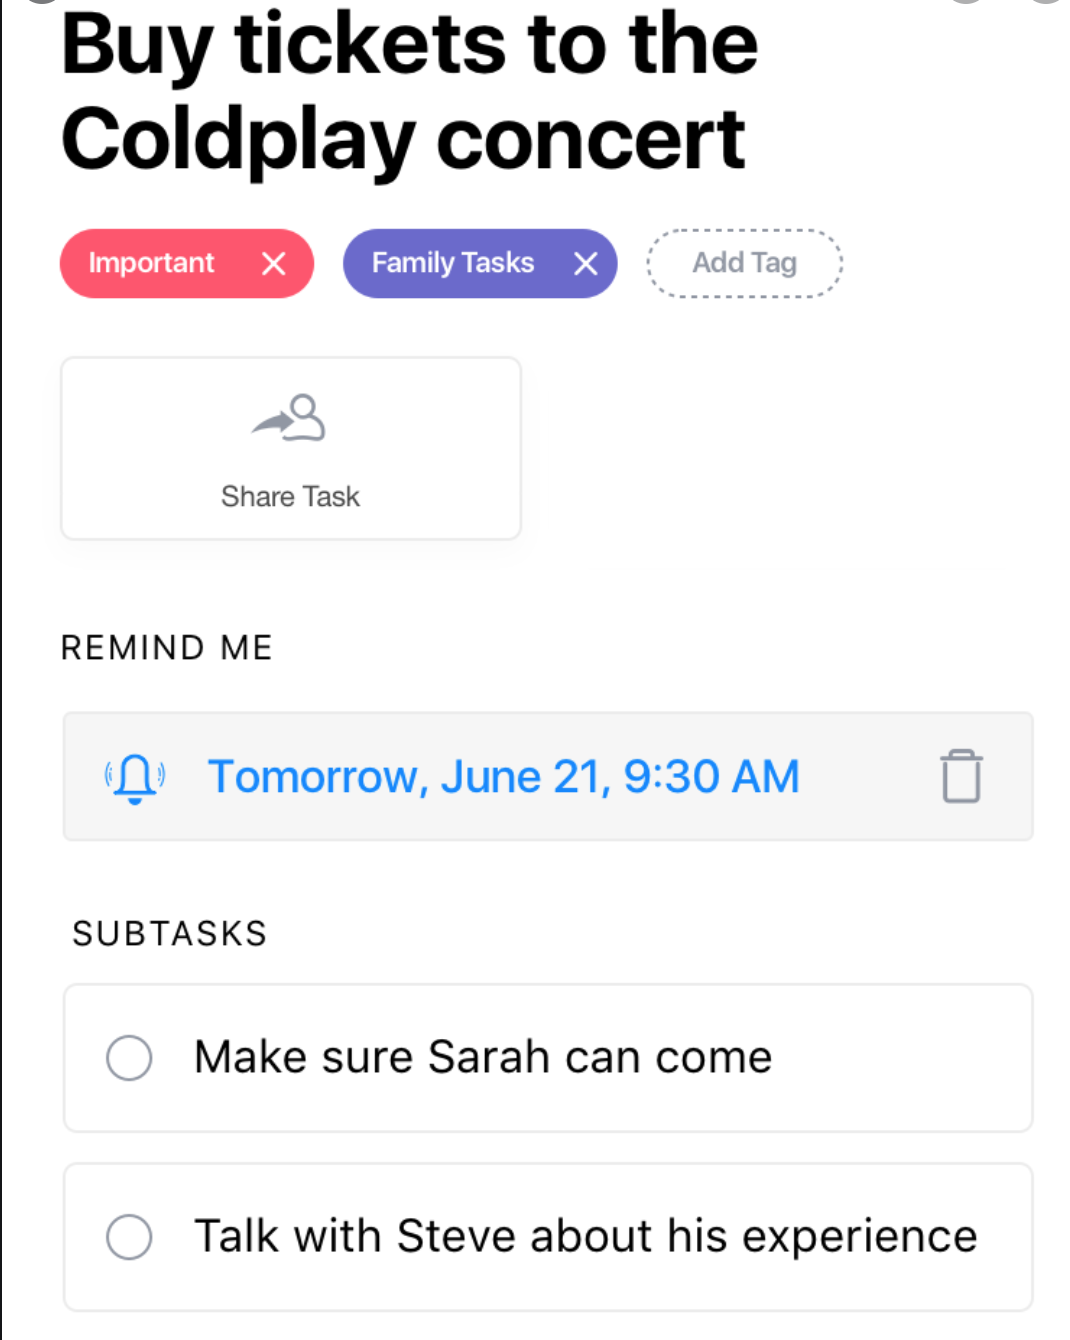 Buy tickets to the
Coldplay concert
Important
Family Tasks
Add Tag
Share Task
REMIND ME
Tomorrow, June 21, 9:30 AM
SUBTASKS
Make sure Sarah can come
Talk with Steve about his experience